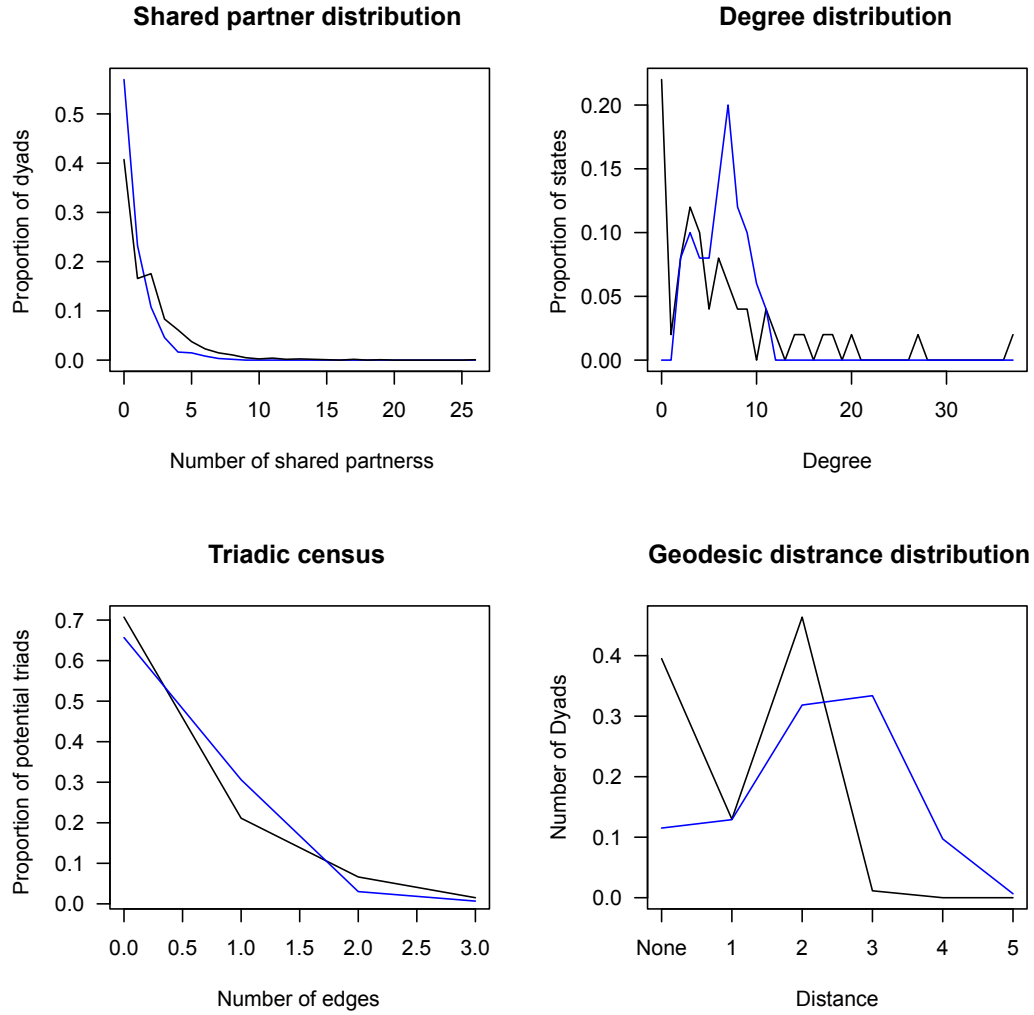 Shared partner distribution
Proportion of dyads
0.5
0.4
0.3
0.2
0.1
0.0
0 5 10 15 20 25
Number of shared partnerss
Degree distribution
Proportion of states
0.20
0.15
0.10
0.05
0.00
0 10 20 30
Degree
Triadic census
Proportion of potential triads
0.7
0.6
0.5
0.4
0.3
0.2
0.1
0.0
0.0 0.5 1.0 1.5 2.0 2.5 3.0
Number of edges
Geodesic distrance distribution
Number of Dyads
0.4
0.3
0.2
0.1
0.0
None 1 2 3 4 5
Distance